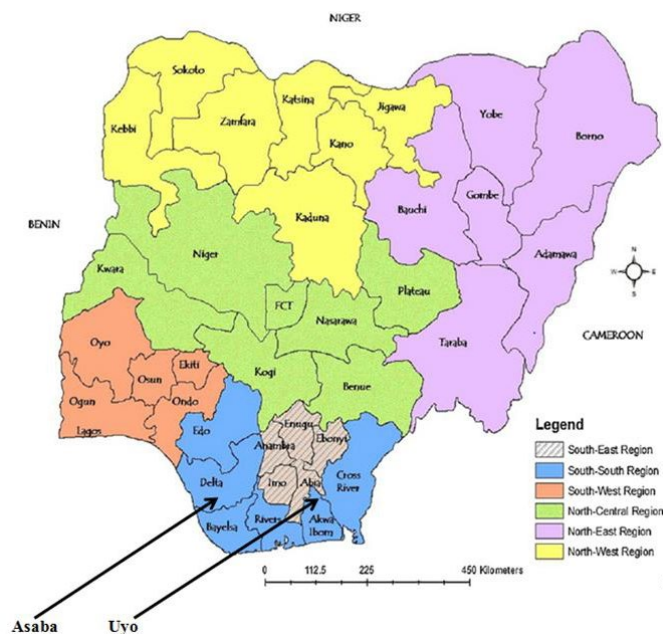 NIGER
Sokoto
Katsina
Jigawa
Yobe
Borno
Kebbi
Zamfara
Kano
Bauchi
Gombe
Kaduna
Adamawa
BENIN
Niger
Kwara
Plateau
FCT
Nasarawa
Taraba
CAMEROON
N
W
E
S
Oyo
Ekiti
Osun
Kogi
Benue
Ogun
Ondo
Lagos
Edo
Enugu
Anambra
Ebonyi
Cross
River
Delta
Imo
Abia
Bayelsa
Rivers
Akwa
Ibom
Legend
South-East Region
South-South Region
South-West Region
North-Central Region
North-East Region
North-West Region
0 112.5 225 450 Kilometers
Asaba Uyo